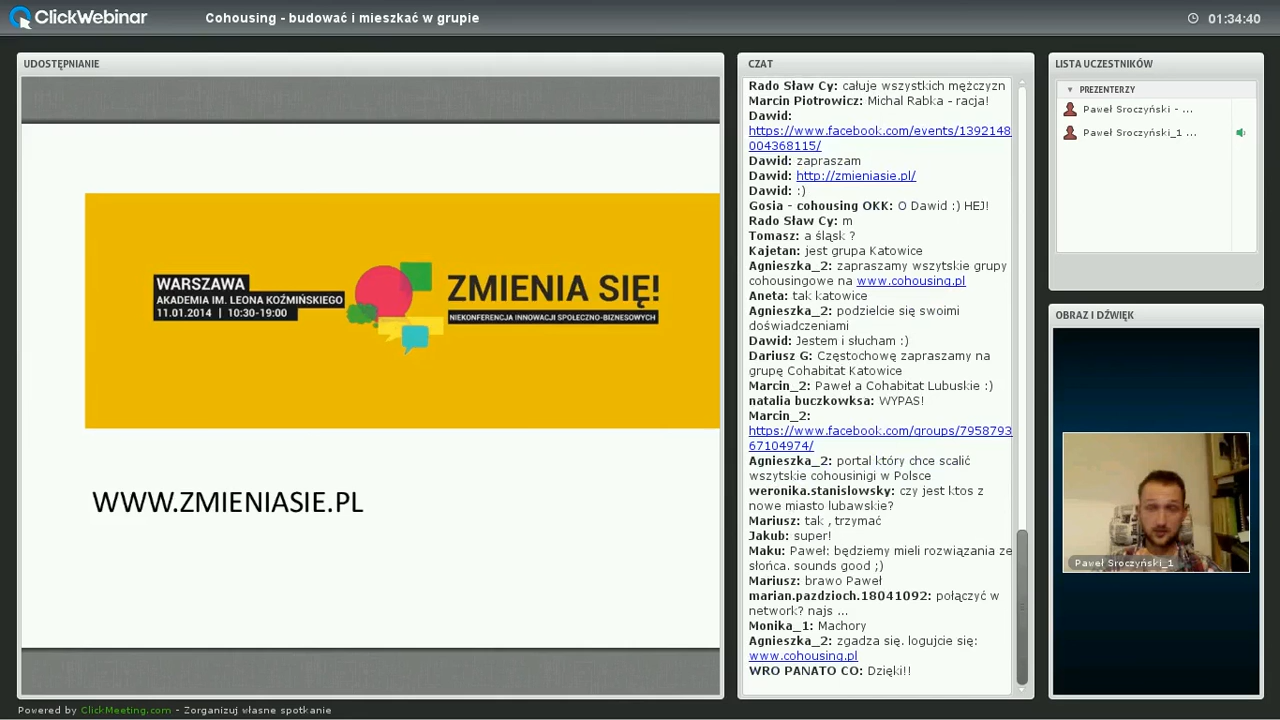 ClickWebinar
Cohousing - budować i mieszkać w grupie
01:34:40
UDOSTĘPNIANIE
WARSZAWA
AKADEMIA IM. LEONA KOŹMIŃSKIEGO
11.01.2014 | 10:30-19:00
ZMIENIA SIĘ!
NIEKONFERENCJA INNOWACJI SPOŁECZNO-BIZNESOWYCH
WWW.ZMIENIASIE.PL
CZAT
Rado Sław Cy: całuje wszystkich mężczyzn
Marcin Piotrowicz: Michal Rabka - racja!
Dawid:
https://www.facebook.com/events/1392148
004368115/
Dawid: zapraszam
Dawid: http://zmieniasie.pl/
Dawid: :)
Gosia - cohousing OKK: O Dawid :) HEJ!
Rado Sław Cy: m
Tomasz: a śląsk ?
Kajetan: jest grupa Katowice
Agnieszka_2: zapraszamy wszytskie grupy
cohousingowe na www.cohousing.pl
Aneta: tak katowice
Agnieszka_2: podzielcie się swoimi
doświadczeniami
Dawid: Jestem i słucham :)
Dariusz G: Częstochowę zapraszamy na
grupę Cohabitat Katowice
Marcin_2: Paweł a Cohabitat Lubuskie :)
natalia buczkowksa: WYPAS!
Marcin_2:
https://www.facebook.com/groups/7958793
67104974/
Agnieszka_2: portal który chce scalić
wszytskie cohousinigi w Polsce
weronika.stanislowsky: czy jest ktos z
nowe miasto lubawskie?
Mariusz: tak , trzymać
Jakub: super!
Maku: Paweł: będziemy mieli rozwiązania ze
słońca. sounds good ;)
Mariusz: brawo Paweł
marian.pazdzioch.18041092: połączyć w
network? najs ...
Monika_1: Machory
Agnieszka_2: zgadza się. logujcie się:
www.cohousing.pl
WRO PANATO CO: Dzięki!!
LISTA UCZESTNIKÓW
PREZENTERZY
Paweł Sroczyński - ...
Paweł Sroczyński_1 ...
OBRAZ I DŹWIĘK
Paweł Sroczyński_1
Powered by ClickMeeting.com - Zorganizuj własne spotkanie